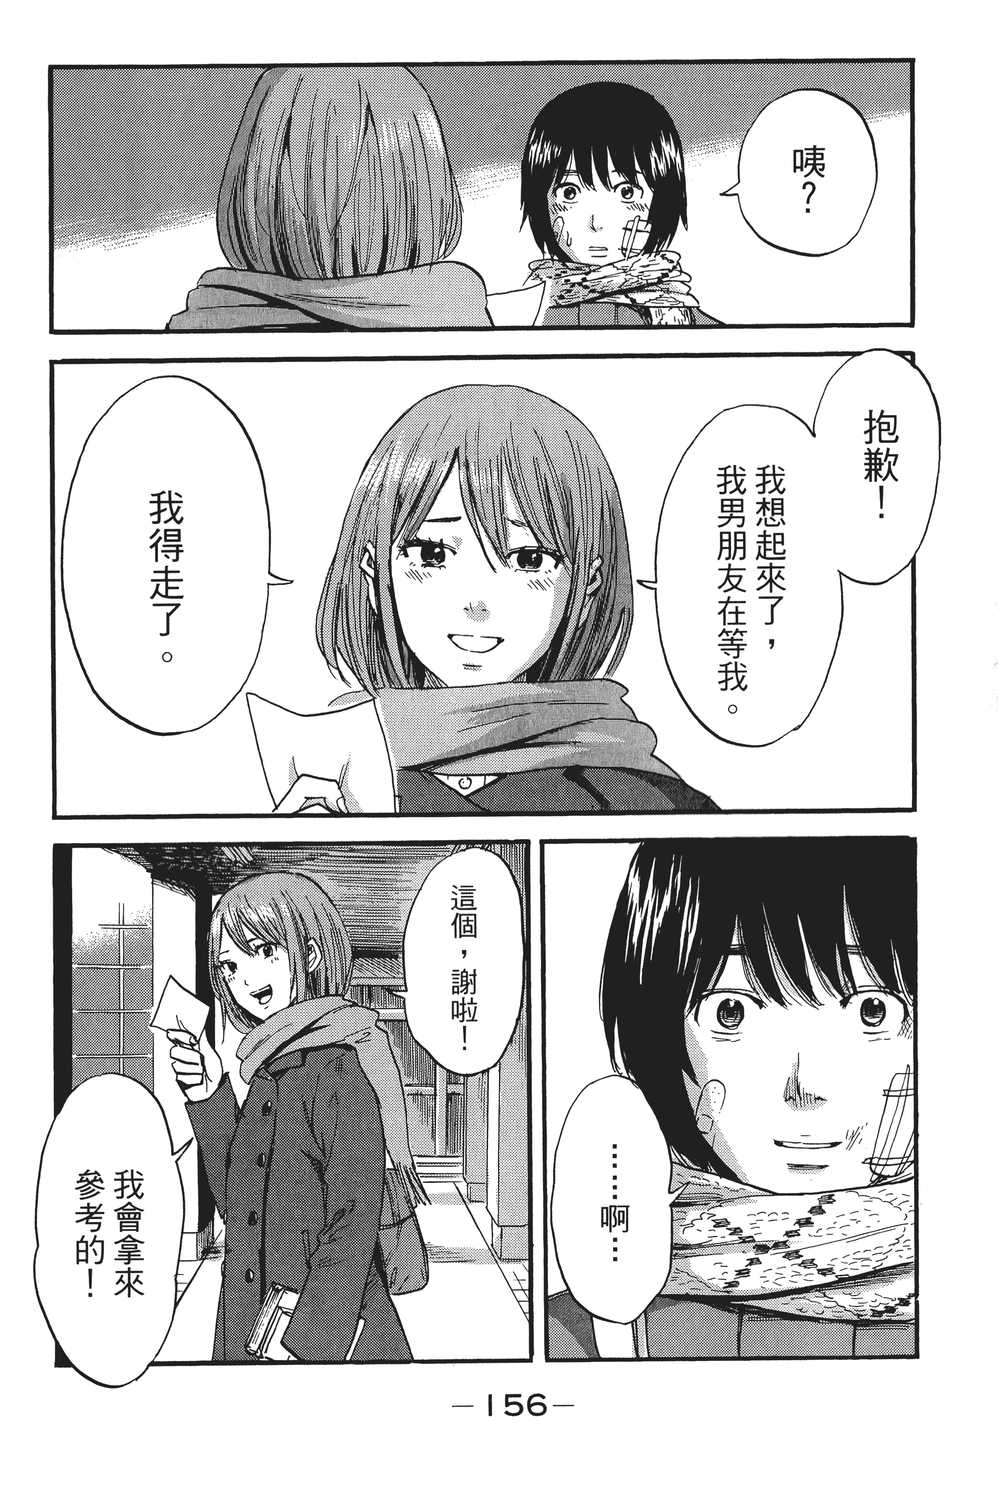 咦？
抱歉！
我想起來了，
我男朋友在等我。
我得走了。
………啊…
這個，謝啦！
我會拿來
參考的！
—156—